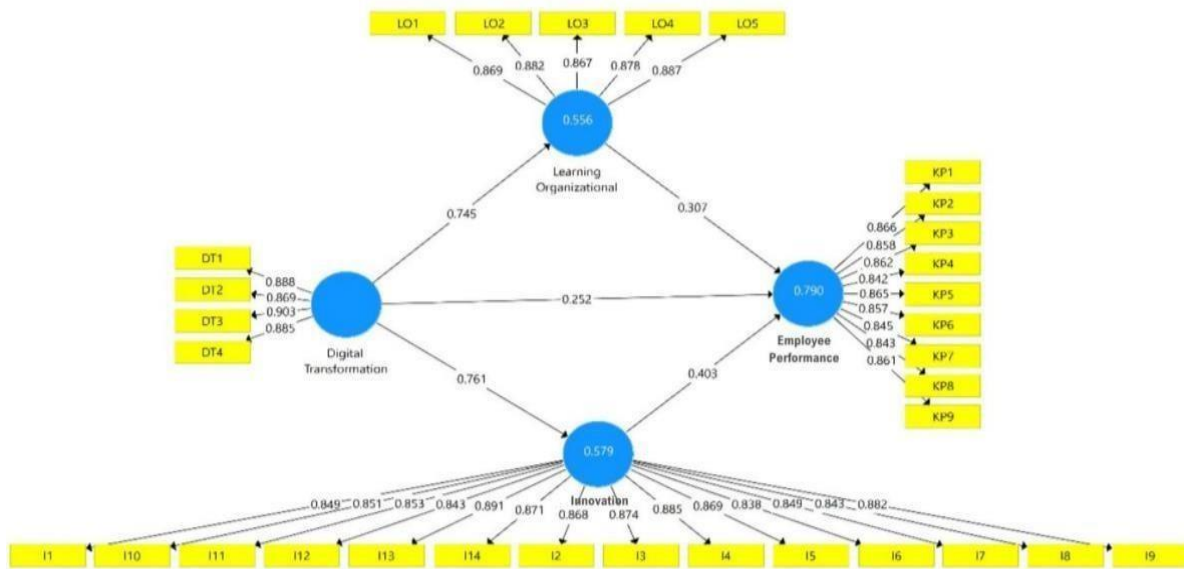 LO1 LO2 LO3 LO4 LO5
0.869 0.882 0.867 0.878 0.887
0.556
Learning
Organizational
0.745
0.307
DT1
DT2
DT3
DT4
0.888
0.869
0.903
0.885
Digital
Transformation
0.252
0.790
Employee
Performance
KP1
KP2
KP3
KP4
KP5
KP6
KP7
KP8
KP9
0.866
0.858
0.862
0.842
0.865
0.857
0.845
0.843
0.861
0.761
0.403
0.579
Innovation
0.849 0.851 0.853 0.843 0.891 0.871 0.868 0.874 0.885 0.869 0.838 0.849 0.843 0.882
I1 I10 I11 I12 I13 I14 I2 I3 I4 I5 I6 I7 I8 I9